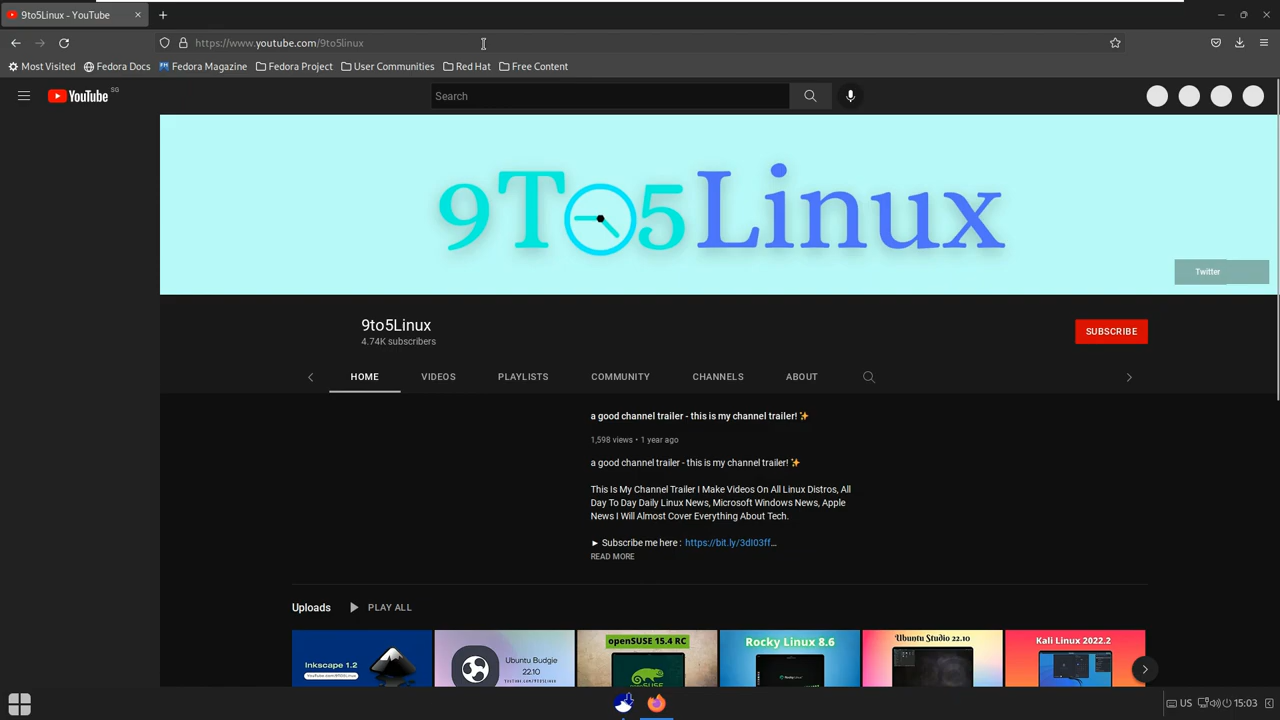 9to5Linux - YouTube
https://www.youtube.com/9to5linux
Most Visited Fedora Docs Fedora Magazine Fedora Project User Communities Red Hat Free Content
YouTube SG
Search
9To5Linux
Twitter
9to5Linux
4.74K subscribers
SUBSCRIBE
HOME VIDEOS PLAYLISTS COMMUNITY CHANNELS ABOUT
a good channel trailer - this is my channel trailer! ✨
1,598 views • 1 year ago
a good channel trailer - this is my channel trailer! ✨
This Is My Channel Trailer I Make Videos On All Linux Distros, All
Day To Day Daily Linux News, Microsoft Windows News, Apple
News I Will Almost Cover Everything About Tech.
► Subscribe me here : https://bit.ly/3dI03ff...
READ MORE
Uploads PLAY ALL
Inkscape 1.2
Ubuntu Budgie
22.10
openSUSE 15.4 RC
Rocky Linux 8.6
Ubuntu Studio 22.10
Kali Linux 2022.2
US 15:03